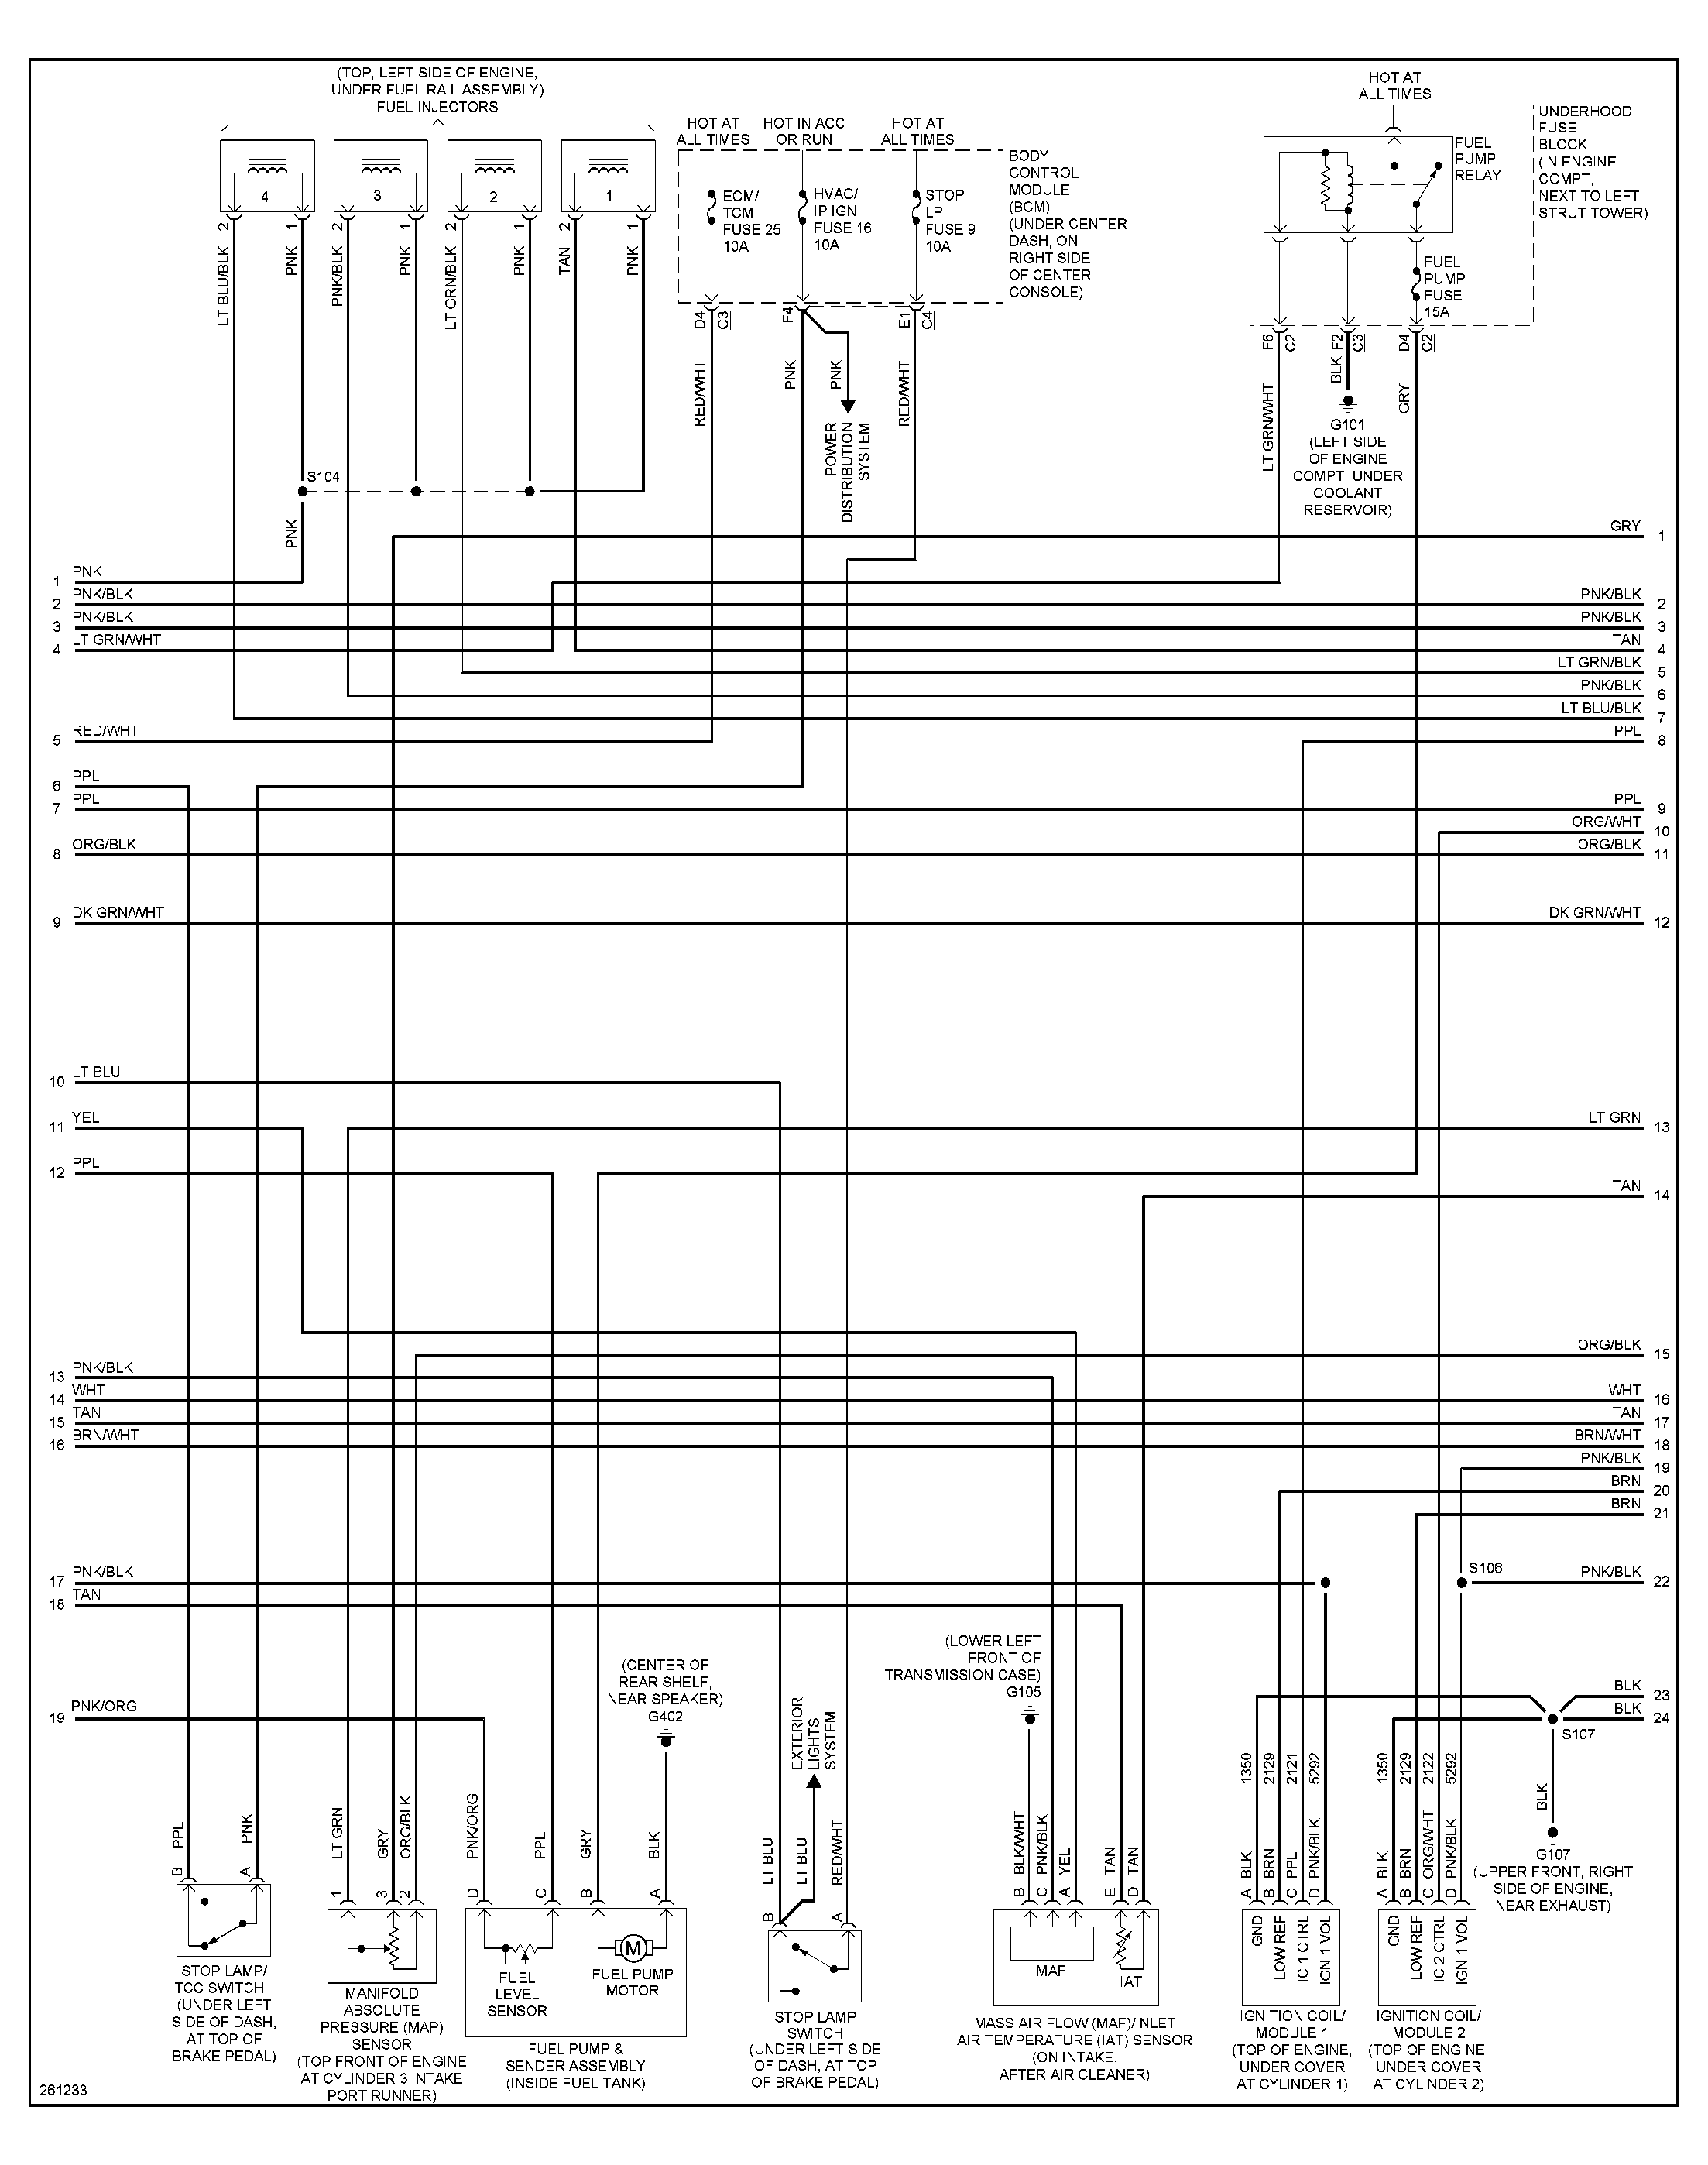 (TOP, LEFT SIDE OF ENGINE,
UNDER FUEL RAIL ASSEMBLY)
FUEL INJECTORS
4
3
2
1
2
1
2
1
2
1
2
1
LT BLU/BLK
PNK
PNK/BLK
PNK
LT GRN/BLK
PNK
TAN
PNK
S104
PNK
HOT AT
ALL TIMES
HOT IN ACC
OR RUN
HOT AT
ALL TIMES
ECM/
TCM
FUSE 25
10A
HVAC/
IP IGN
FUSE 16
10A
STOP
LP
FUSE 9
10A
BODY
CONTROL
MODULE
(BCM)
(UNDER CENTER
DASH, ON
RIGHT SIDE
OF CENTER
CONSOLE)
D4
C3
F4
E1
C4
RED/WHT
PNK
PNK
RED/WHT
POWER
DISTRIBUTION
SYSTEM
HOT AT
ALL TIMES
UNDERHOOD
FUSE
BLOCK
(IN ENGINE
COMPT,
NEXT TO LEFT
STRUT TOWER)
FUEL
PUMP
RELAY
FUEL
PUMP
FUSE
15A
F6
C2
F2
C3
D4
C2
LT GRN/WHT
BLK
GRY
G101
(LEFT SIDE
OF ENGINE
COMPT, UNDER
COOLANT
RESERVOIR)
GRY 1
1 PNK
2 PNK/BLK
PNK/BLK 2
3 PNK/BLK
PNK/BLK 3
4 LT GRN/WHT
TAN 4
LT GRN/BLK 5
PNK/BLK 6
LT BLU/BLK 7
5 RED/WHT
PPL 8
6 PPL
7 PPL
PPL 9
ORG/WHT 10
8 ORG/BLK
ORG/BLK 11
9 DK GRN/WHT
DK GRN/WHT 12
10 LT BLU
11 YEL
LT GRN 13
12 PPL
TAN 14
ORG/BLK 15
13 PNK/BLK
14 WHT
WHT 16
15 TAN
TAN 17
16 BRN/WHT
BRN/WHT 18
PNK/BLK 19
BRN 20
BRN 21
17 PNK/BLK
S106
PNK/BLK 22
18 TAN
BLK 23
19 PNK/ORG
BLK 24
S107
(CENTER OF
REAR SHELF,
NEAR SPEAKER)
G402
EXTERIOR
LIGHTS
SYSTEM
(LOWER LEFT
FRONT OF
TRANSMISSION CASE)
G105
BLK
G107
(UPPER FRONT, RIGHT
SIDE OF ENGINE,
NEAR EXHAUST)
PPL
PNK
B
A
STOP LAMP/
TCC SWITCH
(UNDER LEFT
SIDE OF DASH,
AT TOP OF
BRAKE PEDAL)
LT GRN
GRY
ORG/BLK
1
3
2
MANIFOLD
ABSOLUTE
PRESSURE (MAP)
SENSOR
(TOP FRONT OF ENGINE
AT CYLINDER 3 INTAKE
PORT RUNNER)
PNK/ORG
PPL
GRY
BLK
D
C
B
A
M
FUEL
LEVEL
SENSOR
FUEL PUMP
MOTOR
FUEL PUMP &
SENDER ASSEMBLY
(INSIDE FUEL TANK)
LT BLU
LT BLU
RED/WHT
B
A
STOP LAMP
SWITCH
(UNDER LEFT SIDE
OF DASH, AT TOP
OF BRAKE PEDAL)
BLK/WHT
PNK/BLK
YEL
TAN
TAN
B
C
A
E
D
MAF
IAT
MASS AIR FLOW (MAF)/INLET
AIR TEMPERATURE (IAT) SENSOR
(ON INTAKE,
AFTER AIR CLEANER)
1350
2129
2121
5292
A BLK
B BRN
C PPL
D PNK/BLK
GND
LOW REF
IC 1 CTRL
IGN 1 VOL
IGNITION COIL/
MODULE 1
(TOP OF ENGINE,
UNDER COVER
AT CYLINDER 1)
1350
2129
2122
5292
A BLK
B BRN
C ORG/WHT
D PNK/BLK
GND
LOW REF
IC 2 CTRL
IGN 1 VOL
IGNITION COIL/
MODULE 2
(TOP OF ENGINE,
UNDER COVER
AT CYLINDER 2)
261233